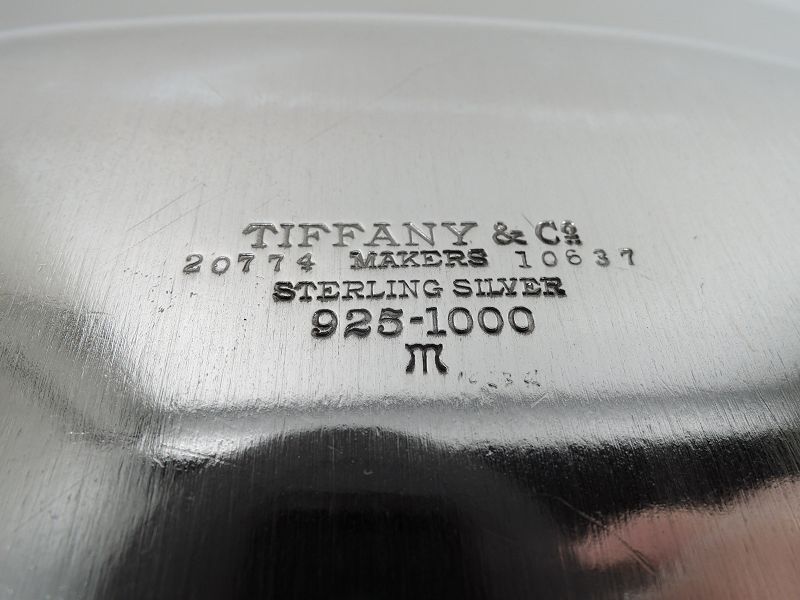 TIFFANY & Co
20774 MAKERS 10637
STERLING SILVER
925-1000
m